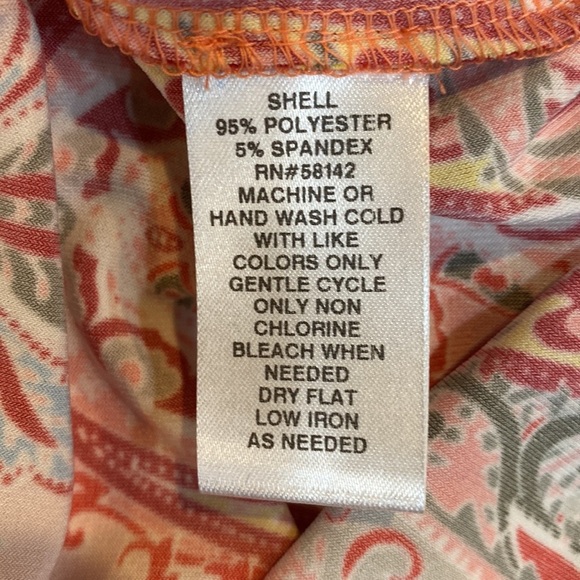 SHELL
95% POLYESTER
5% SPANDEX
RN#58142
MACHINE OR
HAND WASH COLD
WITH LIKE
COLORS ONLY
GENTLE CYCLE
ONLY NON
CHLORINE
BLEACH WHEN
NEEDED
DRY FLAT
LOW IRON
AS NEEDED